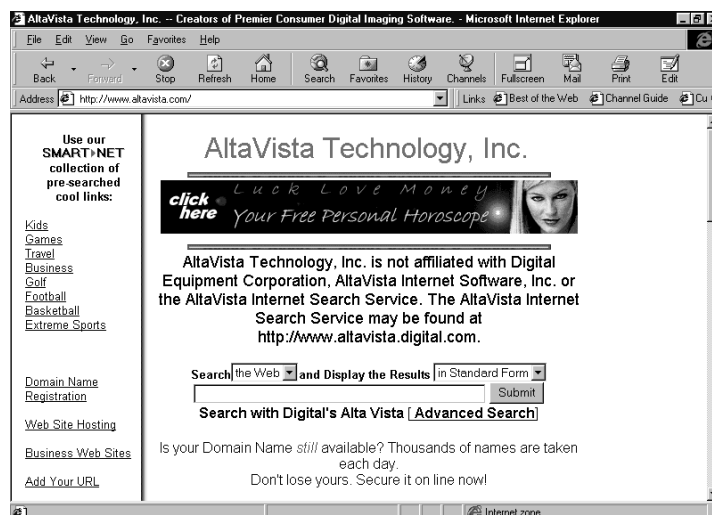 AltaVista Technology, Inc. -- Creators of Premier Consumer Digital Imaging Software. - Microsoft Internet Explorer
File Edit View Go Favorites Help
Back Forward Stop Refresh Home Search Favorites History Channels Fullscreen Mail Print Edit
Address http://www.altavista.com/ Links Best of the Web Channel Guide Cu
Use our
SMART NET
collection of
pre-searched
cool links:
Kids
Games
Travel
Business
Golf
Football
Basketball
Extreme Sports
Domain Name
Registration
Web Site Hosting
Business Web Sites
Add Your URL
AltaVista Technology, Inc.
click here
Luck Love Money
Your Free Personal Horoscope
AltaVista Technology, Inc. is not affiliated with Digital
Equipment Corporation, AltaVista Internet Software, Inc. or
the AltaVista Internet Search Service. The AltaVista Internet
Search Service may be found at
http://www.altavista.digital.com.
Search the Web and Display the Results in Standard Form
Submit
Search with Digital's Alta Vista [ Advanced Search]
Is your Domain Name still available? Thousands of names are taken
each day.
Don't lose yours. Secure it on line now!
Internet zone